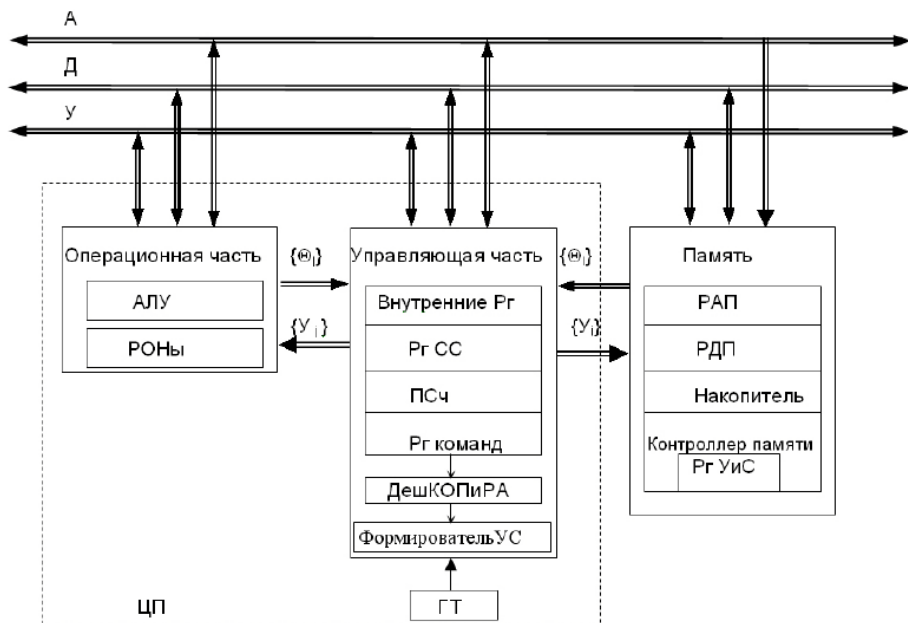 А
Д
У
Операционная часть
АЛУ
РОНы
{Θi}
{У i}
Управляющая часть
Внутренние Рг
Рг СС
ПСч
Рг команд
ДешКОПиРА
ФормировательУС
ГТ
ЦП
{Θi}
{Уi}
Память
РАП
РДП
Накопитель
Контроллер памяти
Рг УиС